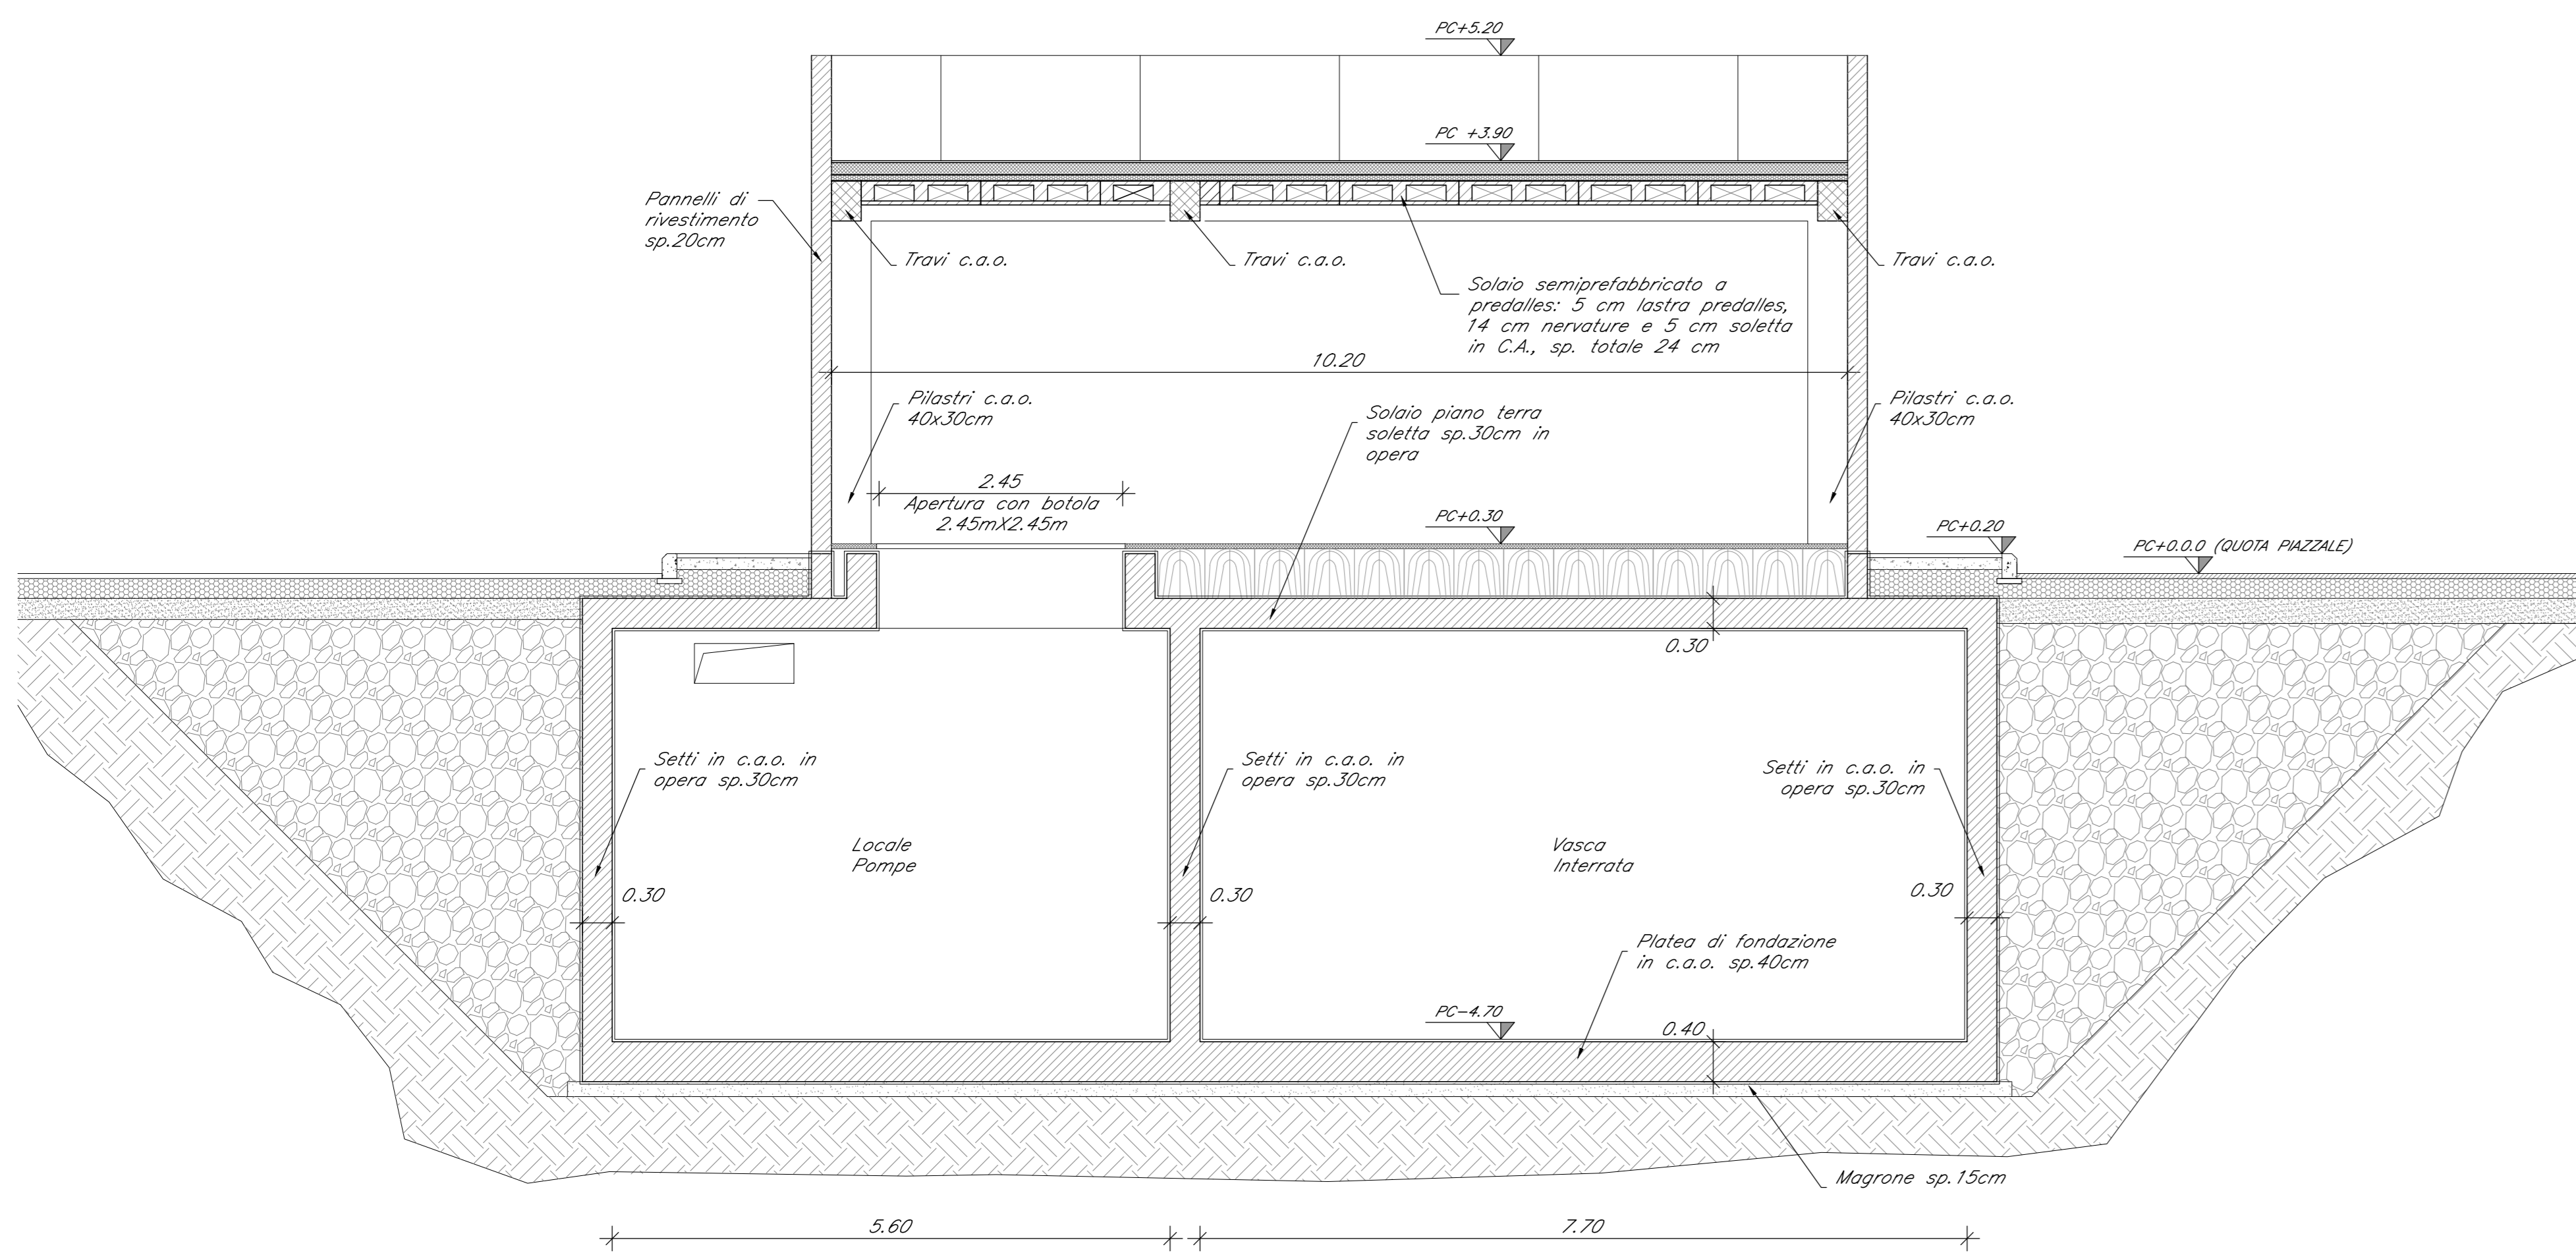 PC+5.20
PC +3.90
Pannelli di
rivestimento
sp.20cm
Travi c.a.o.
Travi c.a.o.
Travi c.a.o.
Solaio semiprefabbricato a
predalles: 5 cm lastra predalles,
14 cm nervature e 5 cm soletta
in C.A., sp. totale 24 cm
10.20
Pilastri c.a.o.
40x30cm
Solaio piano terra
soletta sp.30cm in
opera
Pilastri c.a.o.
40x30cm
2.45
Apertura con botola
2.45mX2.45m
PC+0.30
PC+0.20
PC+0.0.0 (QUOTA PIAZZALE)
0.30
Setti in c.a.o. in
opera sp.30cm
Setti in c.a.o. in
opera sp.30cm
Setti in c.a.o. in
opera sp.30cm
Locale
Pompe
Vasca
Interrata
0.30
0.30
0.30
Platea di fondazione
in c.a.o. sp.40cm
PC-4.70
0.40
Magrone sp.15cm
5.60
7.70